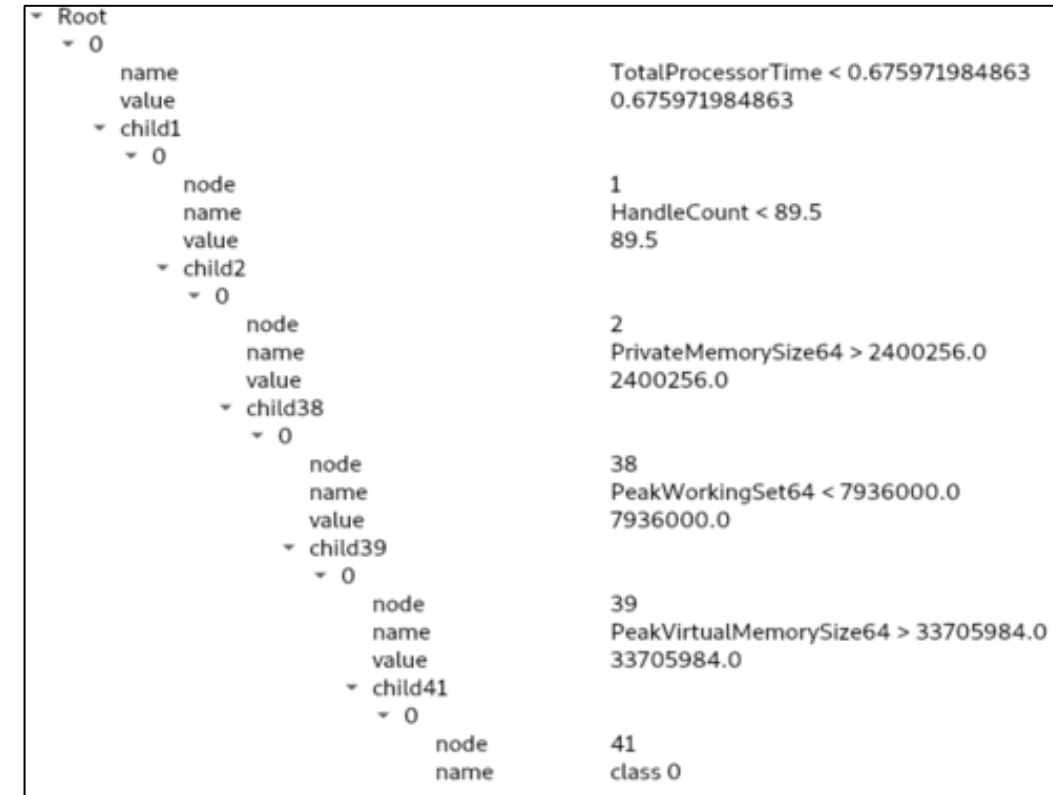 Root
0
name TotalProcessorTime < 0.675971984863
value 0.675971984863
child1
0
node 1
name HandleCount < 89.5
value 89.5
child2
0
node 2
name PrivateMemorySize64 > 2400256.0
value 2400256.0
child38
0
node 38
name PeakWorkingSet64 < 7936000.0
value 7936000.0
child39
0
node 39
name PeakVirtualMemorySize64 > 33705984.0
value 33705984.0
child41
0
node 41
name class 0